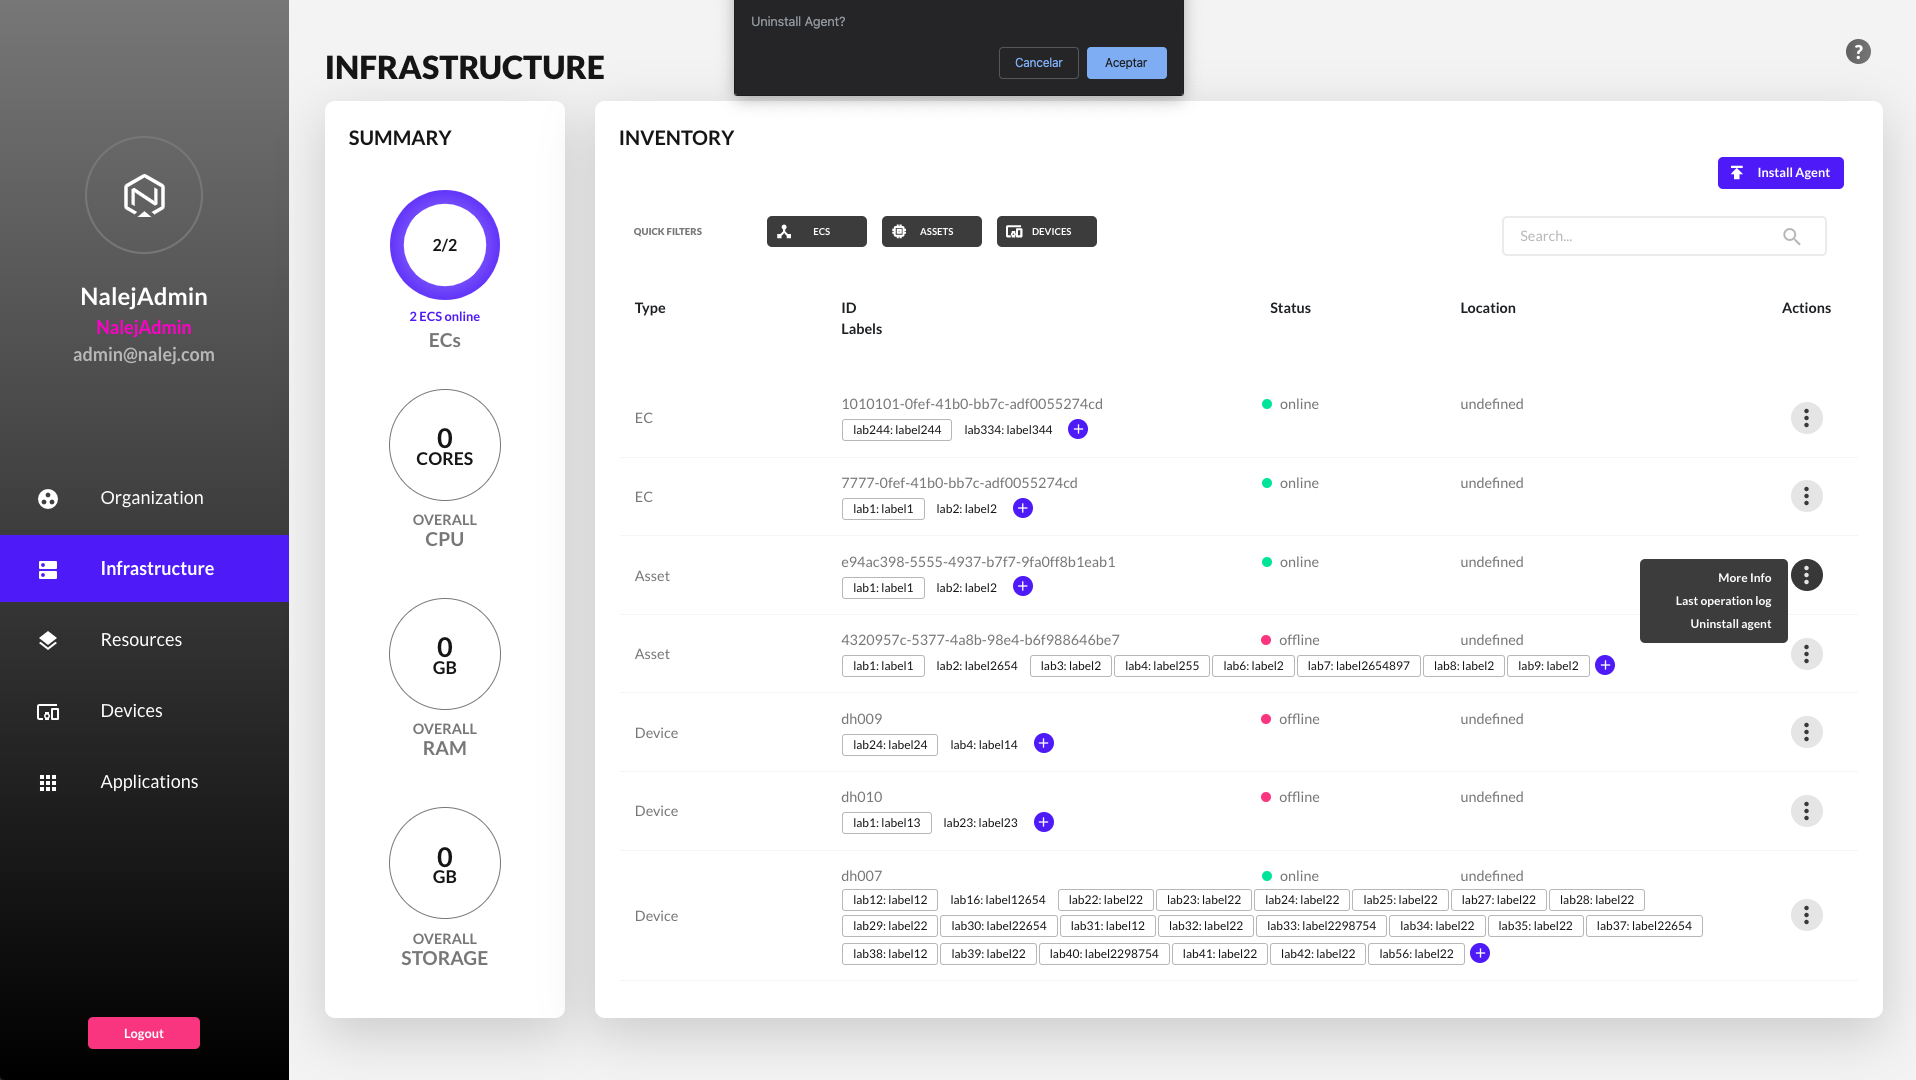 Uninstall Agent?
Cancelar
Aceptar
INFRASTRUCTURE
?
NalejAdmin
NalejAdmin
admin@nalej.com
Organization
Infrastructure
Resources
Devices
Applications
Logout
SUMMARY
2/2
2 ECS online
ECs
0
CORES
OVERALL
CPU
0
GB
OVERALL
RAM
0
GB
OVERALL
STORAGE
INVENTORY
Install Agent
QUICK FILTERS ECS ASSETS DEVICES Search...
Type ID Status Location Actions
Labels
EC 1010101-0fef-41b0-bb7c-adf0055274cd online undefined
lab244: label244 lab334: label344
EC 7777-0fef-41b0-bb7c-adf0055274cd online undefined
lab1: label1 lab2: label2
Asset e94ac398-5555-4937-b7f7-9fa0ff8b1eab1 online undefined
lab1: label1 lab2: label2
More Info
Last operation log
Uninstall agent
Asset 4320957c-5377-4a8b-98e4-b6f988646be7 offline undefined
lab1: label1 lab2: label2654 lab3: label2 lab4: label255 lab6: label2 lab7: label2654897 lab8: label2 lab9: label2
Device dh009 offline undefined
lab24: label24 lab4: label14
Device dh010 offline undefined
lab1: label13 lab23: label23
Device dh007 online undefined
lab12: label12 lab16: label12654 lab22: label22 lab23: label22 lab24: label22 lab25: label22 lab27: label22 lab28: label22
lab29: label22 lab30: label22654 lab31: label12 lab32: label22 lab33: label2298754 lab34: label22 lab35: label22 lab37: label22654
lab38: label12 lab39: label22 lab40: label2298754 lab41: label22 lab42: label22 lab56: label22